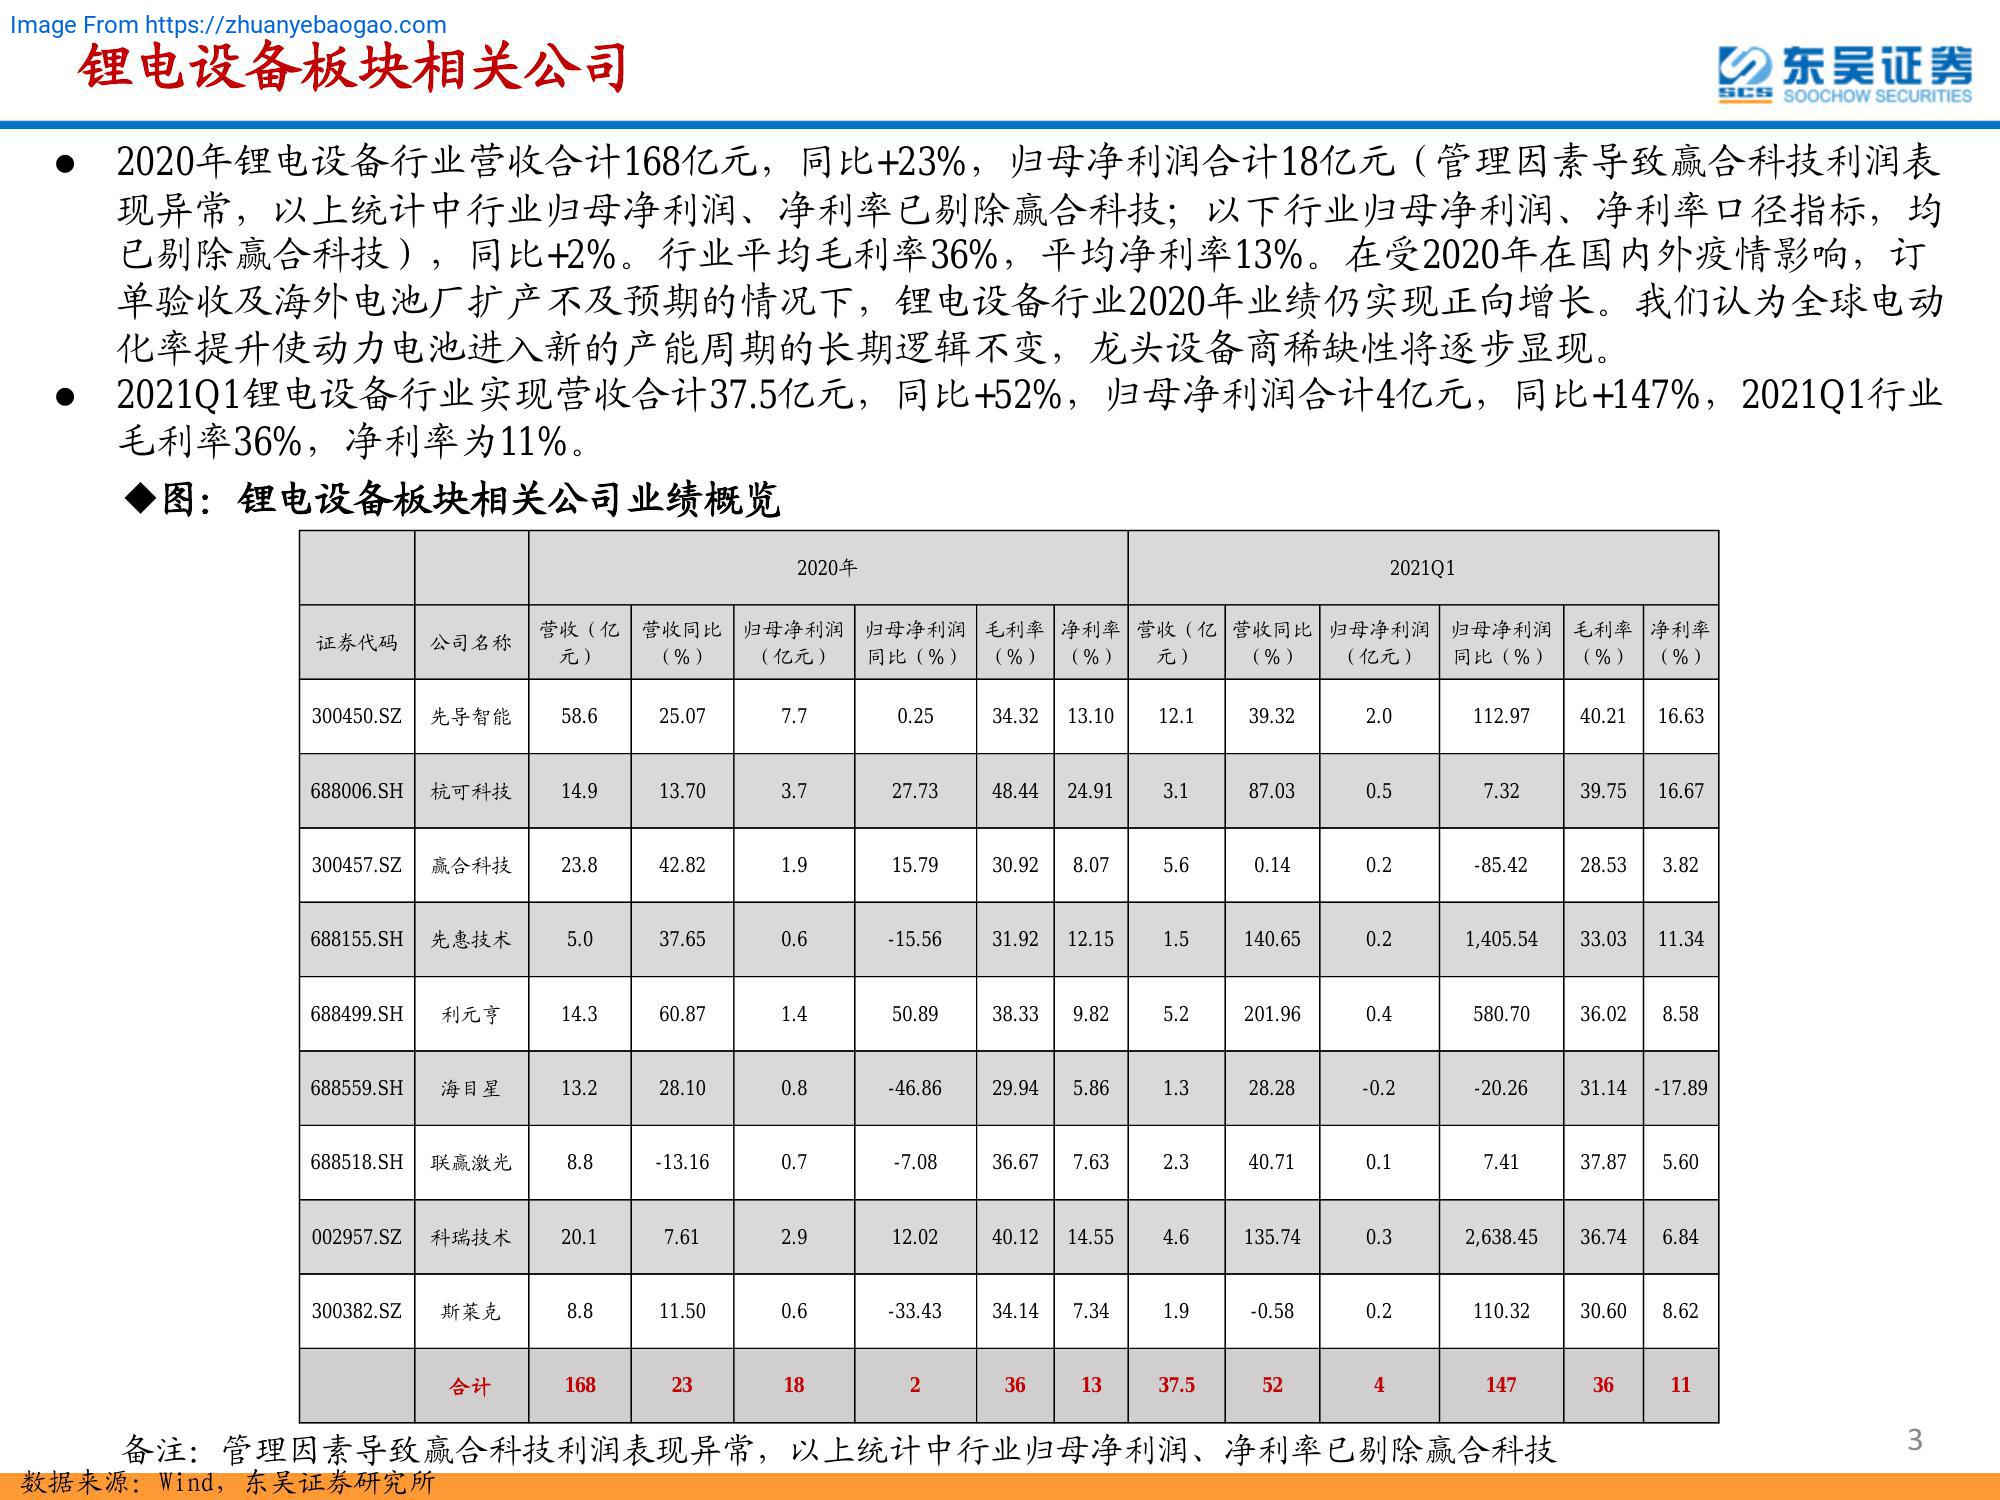 Image From https://zhuanyebaogao.com
锂电设备板块相关公司
东吴证券
SCS SOOCHOW SECURITIES
● 2020年锂电设备行业营收合计168亿元，同比+23%，归母净利润合计18亿元（管理因素导致赢合科技利润表
现异常，以上统计中行业归母净利润、净利率已剔除赢合科技；以下行业归母净利润、净利率口径指标，均
已剔除赢合科技），同比+2%。行业平均毛利率36%，平均净利率13%。在受2020年在国内外疫情影响，订
单验收及海外电池厂扩产不及预期的情况下，锂电设备行业2020年业绩仍实现正向增长。我们认为全球电动
化率提升使动力电池进入新的产能周期的长期逻辑不变，龙头设备商稀缺性将逐步显现。
● 2021Q1锂电设备行业实现营收合计37.5亿元，同比+52%，归母净利润合计4亿元，同比+147%，2021Q1行业
毛利率36%，净利率为11%。
◆图：锂电设备板块相关公司业绩概览
2020年 2021Q1
证券代码 公司名称 营收（亿元） 营收同比（%） 归母净利润（亿元） 归母净利润同比（%） 毛利率（%） 净利率（%） 营收（亿元） 营收同比（%） 归母净利润（亿元） 归母净利润同比（%） 毛利率（%） 净利率（%）
300450.SZ 先导智能 58.6 25.07 7.7 0.25 34.32 13.10 12.1 39.32 2.0 112.97 40.21 16.63
688006.SH 杭可科技 14.9 13.70 3.7 27.73 48.44 24.91 3.1 87.03 0.5 7.32 39.75 16.67
300457.SZ 赢合科技 23.8 42.82 1.9 15.79 30.92 8.07 5.6 0.14 0.2 -85.42 28.53 3.82
688155.SH 先惠技术 5.0 37.65 0.6 -15.56 31.92 12.15 1.5 140.65 0.2 1,405.54 33.03 11.34
688499.SH 利元亨 14.3 60.87 1.4 50.89 38.33 9.82 5.2 201.96 0.4 580.70 36.02 8.58
688559.SH 海目星 13.2 28.10 0.8 -46.86 29.94 5.86 1.3 28.28 -0.2 -20.26 31.14 -17.89
688518.SH 联赢激光 8.8 -13.16 0.7 -7.08 36.67 7.63 2.3 40.71 0.1 7.41 37.87 5.60
002957.SZ 科瑞技术 20.1 7.61 2.9 12.02 40.12 14.55 4.6 135.74 0.3 2,638.45 36.74 6.84
300382.SZ 斯莱克 8.8 11.50 0.6 -33.43 34.14 7.34 1.9 -0.58 0.2 110.32 30.60 8.62
合计 168 23 18 2 36 13 37.5 52 4 147 36 11
备注：管理因素导致赢合科技利润表现异常，以上统计中行业归母净利润、净利率已剔除赢合科技
3
数据来源：Wind，东吴证券研究所